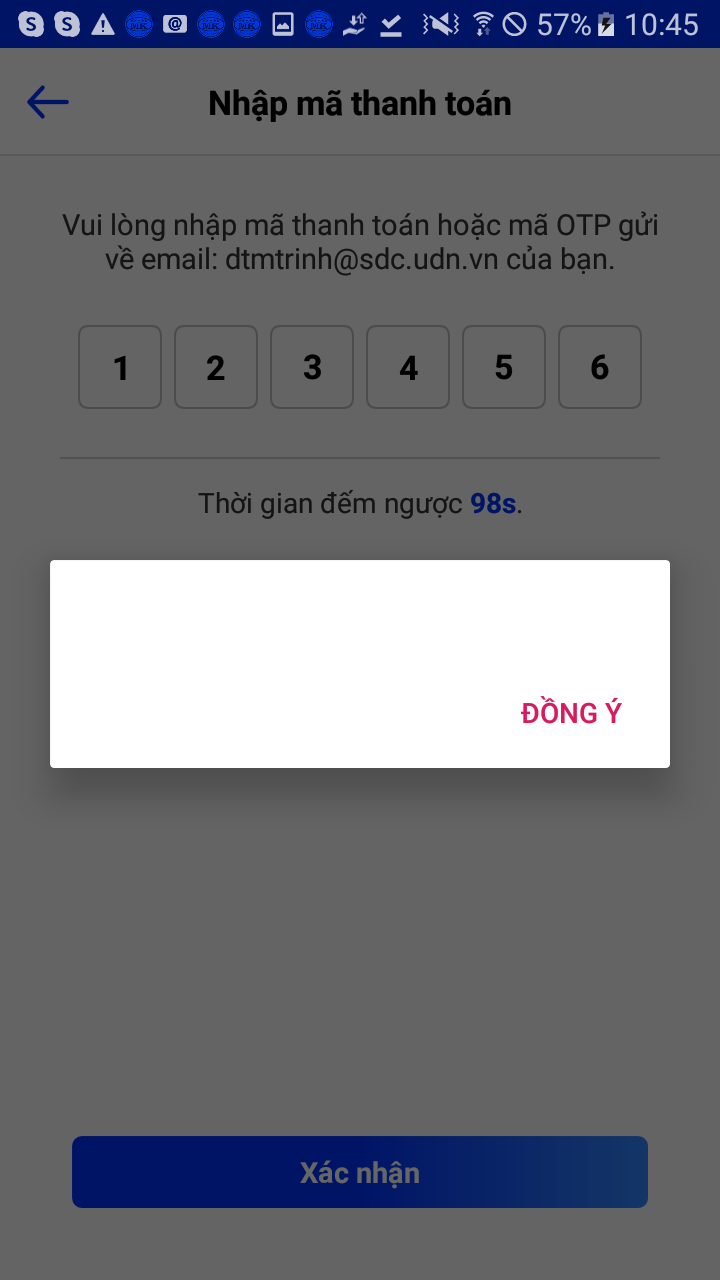 57% 10:45
Nhập mã thanh toán
Vui lòng nhập mã thanh toán hoặc mã OTP gửi
về email: dtmtrinh@sdc.udn.vn của bạn.
1 2 3 4 5 6
Thời gian đếm ngược 98s.
ĐỒNG Ý
Xác nhận